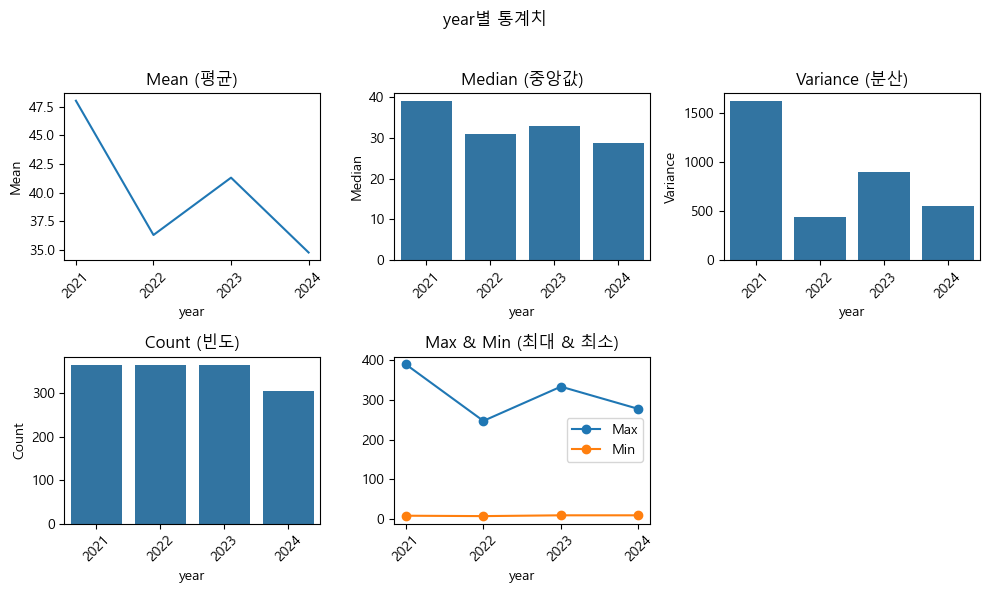 year별 통계치
Mean (평균)
Mean
47.5
45.0
42.5
40.0
37.5
35.0
2021
2022
2023
2024
year
Median (중앙값)
Median
40
30
20
10
0
2021
2022
2023
2024
year
Variance (분산)
Variance
1500
1000
500
0
2021
2022
2023
2024
year
Count (빈도)
Count
300
200
100
0
2021
2022
2023
2024
year
Max & Min (최대 & 최소)
400
300
200
100
0
Max
Min
2021
2022
2023
2024
year